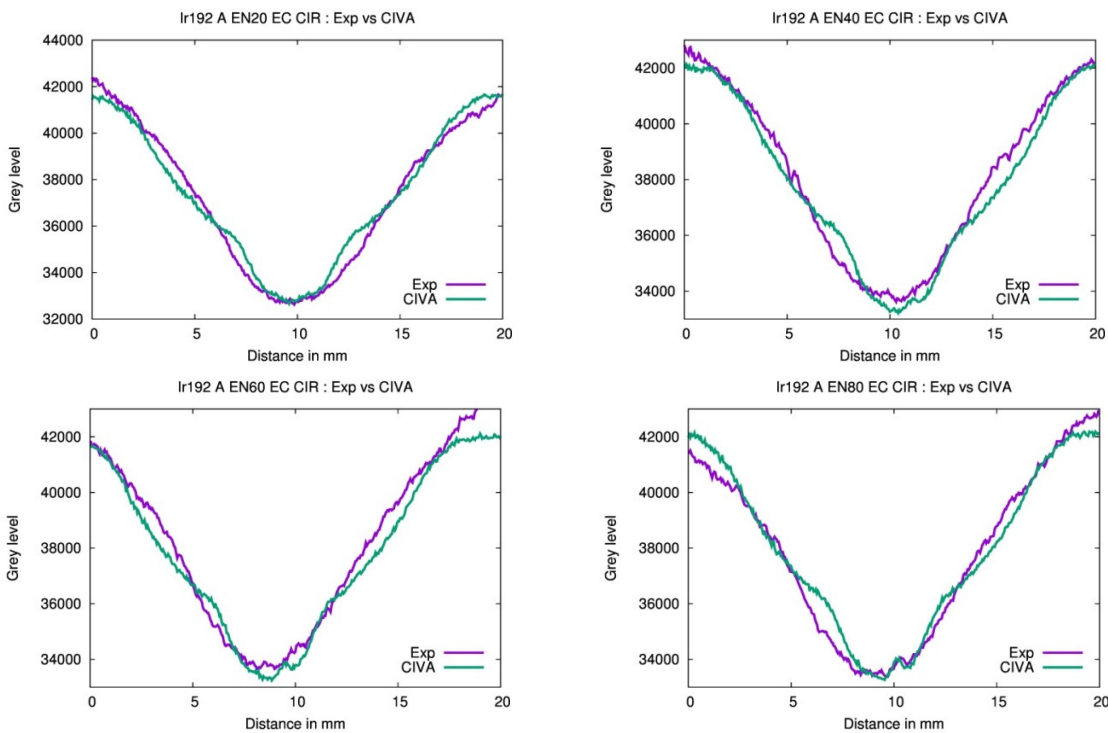 Ir192 A EN20 EC CIR : Exp vs CIVA
44000
42000
40000
38000
36000
34000
32000
Grey level
Exp
CIVA
0 5 10 15 20
Distance in mm
Ir192 A EN40 EC CIR : Exp vs CIVA
42000
40000
38000
36000
34000
Grey level
Exp
CIVA
0 5 10 15 20
Distance in mm
Ir192 A EN60 EC CIR : Exp vs CIVA
42000
40000
38000
36000
34000
Grey level
Exp
CIVA
0 5 10 15 20
Distance in mm
Ir192 A EN80 EC CIR : Exp vs CIVA
42000
40000
38000
36000
34000
Grey level
Exp
CIVA
0 5 10 15 20
Distance in mm